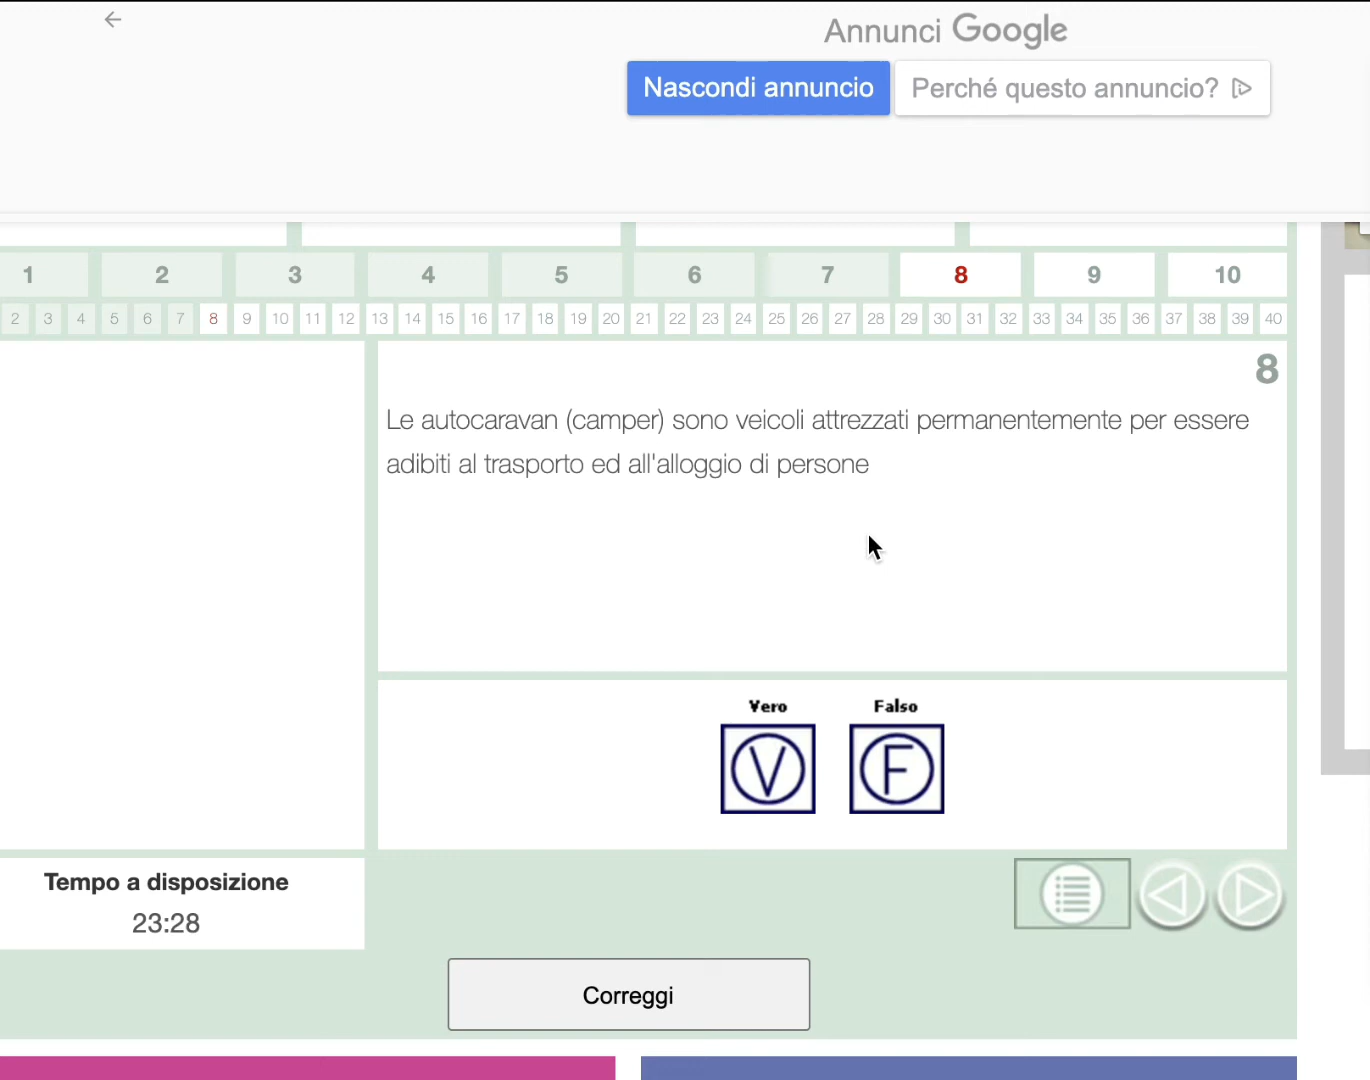 Annunci Google
Nascondi annuncio
Perché questo annuncio?
1 2 3 4 5 6 7 8 9 10
2 3 4 5 6 7 8 9 10 11 12 13 14 15 16 17 18 19 20 21 22 23 24 25 26 27 28 29 30 31 32 33 34 35 36 37 38 39 40
8
Le autocaravan (camper) sono veicoli attrezzati permanentemente per essere
adibiti al trasporto ed all'alloggio di persone
Vero Falso
V F
Tempo a disposizione
23:28
Correggi